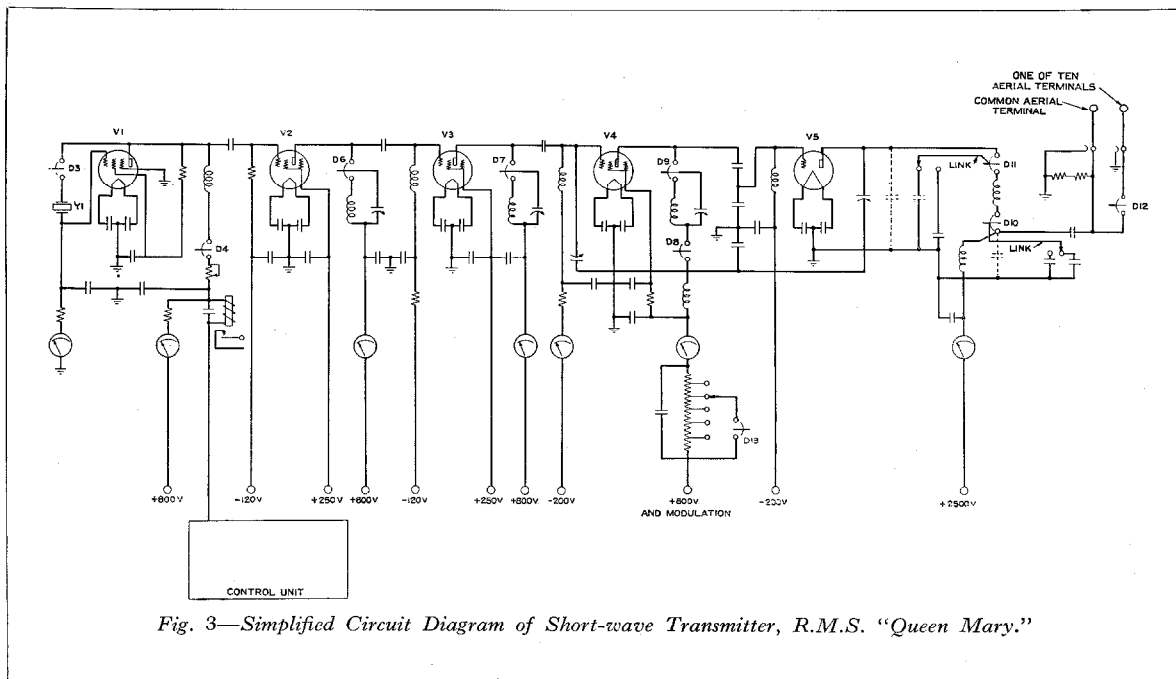 ONE OF TEN
AERIAL TERMINALS
COMMON AERIAL
TERMINAL
V1
V2
V3
V4
V5
D3
D6
D7
D9
LINK
D11
Y1
D12
D4
D8
D10
LINK
D13
+800V
-120V
+250V
+600V
-120V
+250V
+600V
-200V
+800V
-200V
+2500V
AND MODULATION
CONTROL UNIT
Fig. 3—Simplified Circuit Diagram of Short-wave Transmitter, R.M.S. “Queen Mary.”